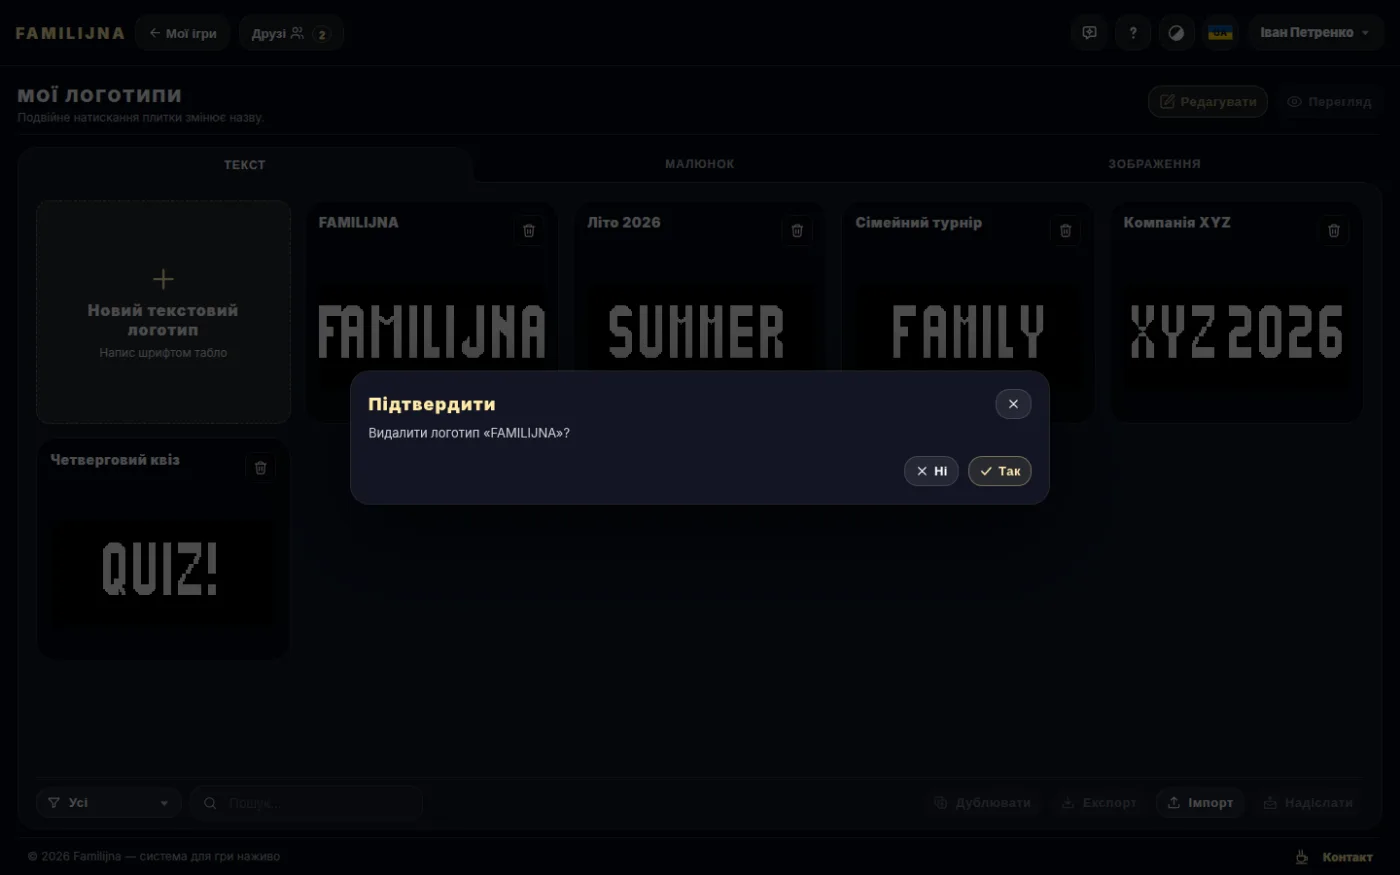 FAMILIJNA
Мої ігри
Друзі 2
?
UA
Іван Петренко
МОЇ ЛОГОТИПИ
Подвійне натискання плитки змінює назву.
Редагувати
Перегляд
ТЕКСТ
МАЛЮНОК
ЗОБРАЖЕННЯ
Новий текстовий
логотип
Напис шрифтом табло
FAMILIJNA
FAMILIJNA
Літо 2026
SUMMER
Сімейний турнір
FAMILY
Компанія XYZ
XYZ 2026
Підтвердити
Видалити логотип «FAMILIJNA»?
Ні
Так
Четверговий квіз
QUIZ!
Усі
Пошук...
Дублювати
Експорт
Імпорт
Надіслати
© 2026 Familijna — система для гри наживо
Контакт